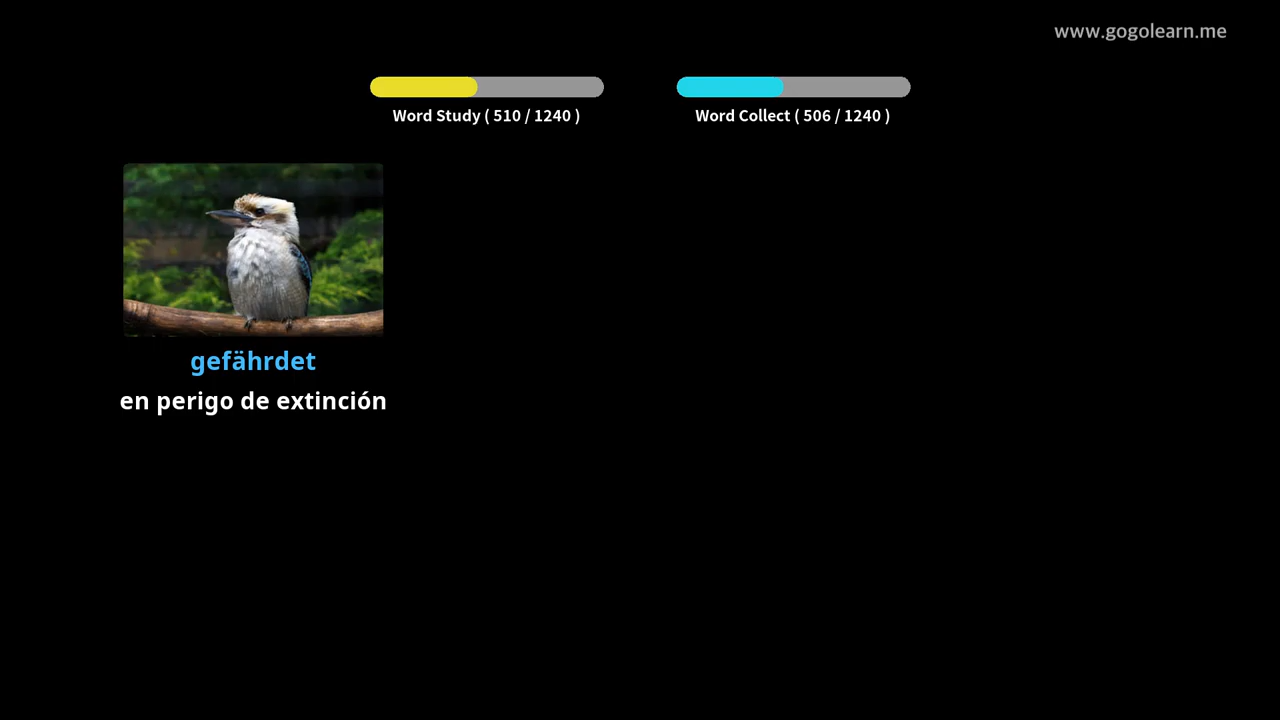 www.gogolearn.me
Word Study ( 510 / 1240 )
Word Collect ( 506 / 1240 )
gefährdet
en perigo de extinción